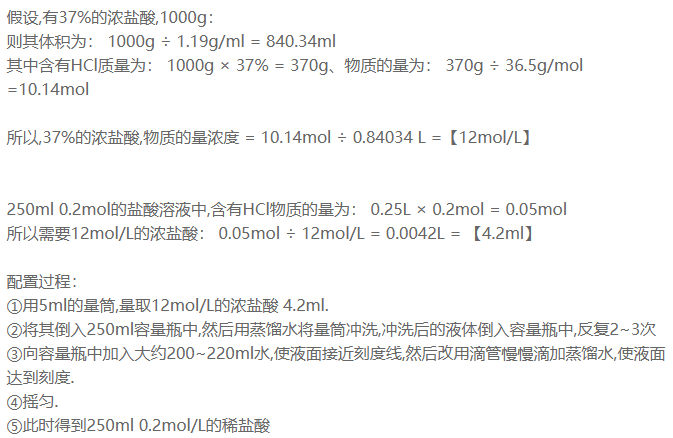 假设,有37%的浓盐酸,1000g:
则其体积为: 1000g ÷ 1.19g/ml = 840.34ml
其中含有HCl质量为: 1000g × 37% = 370g、物质的量为: 370g ÷ 36.5g/mol
=10.14mol
所以,37%的浓盐酸,物质的量浓度 = 10.14mol ÷ 0.84034 L =【12mol/L】
250ml 0.2mol的盐酸溶液中,含有HCl物质的量为: 0.25L × 0.2mol = 0.05mol
所以需要12mol/L的浓盐酸: 0.05mol ÷ 12mol/L = 0.0042L = 【4.2ml】
配置过程:
①用5ml的量筒,量取12mol/L的浓盐酸 4.2ml.
②将其倒入250ml容量瓶中,然后用蒸馏水将量筒冲洗,冲洗后的液体倒入容量瓶中,反复2~3次
③向容量瓶中加入大约200~220ml水,使液面接近刻度线,然后改用滴管慢慢滴加蒸馏水,使液面
达到刻度.
④摇匀.
⑤此时得到250ml 0.2mol/L的稀盐酸